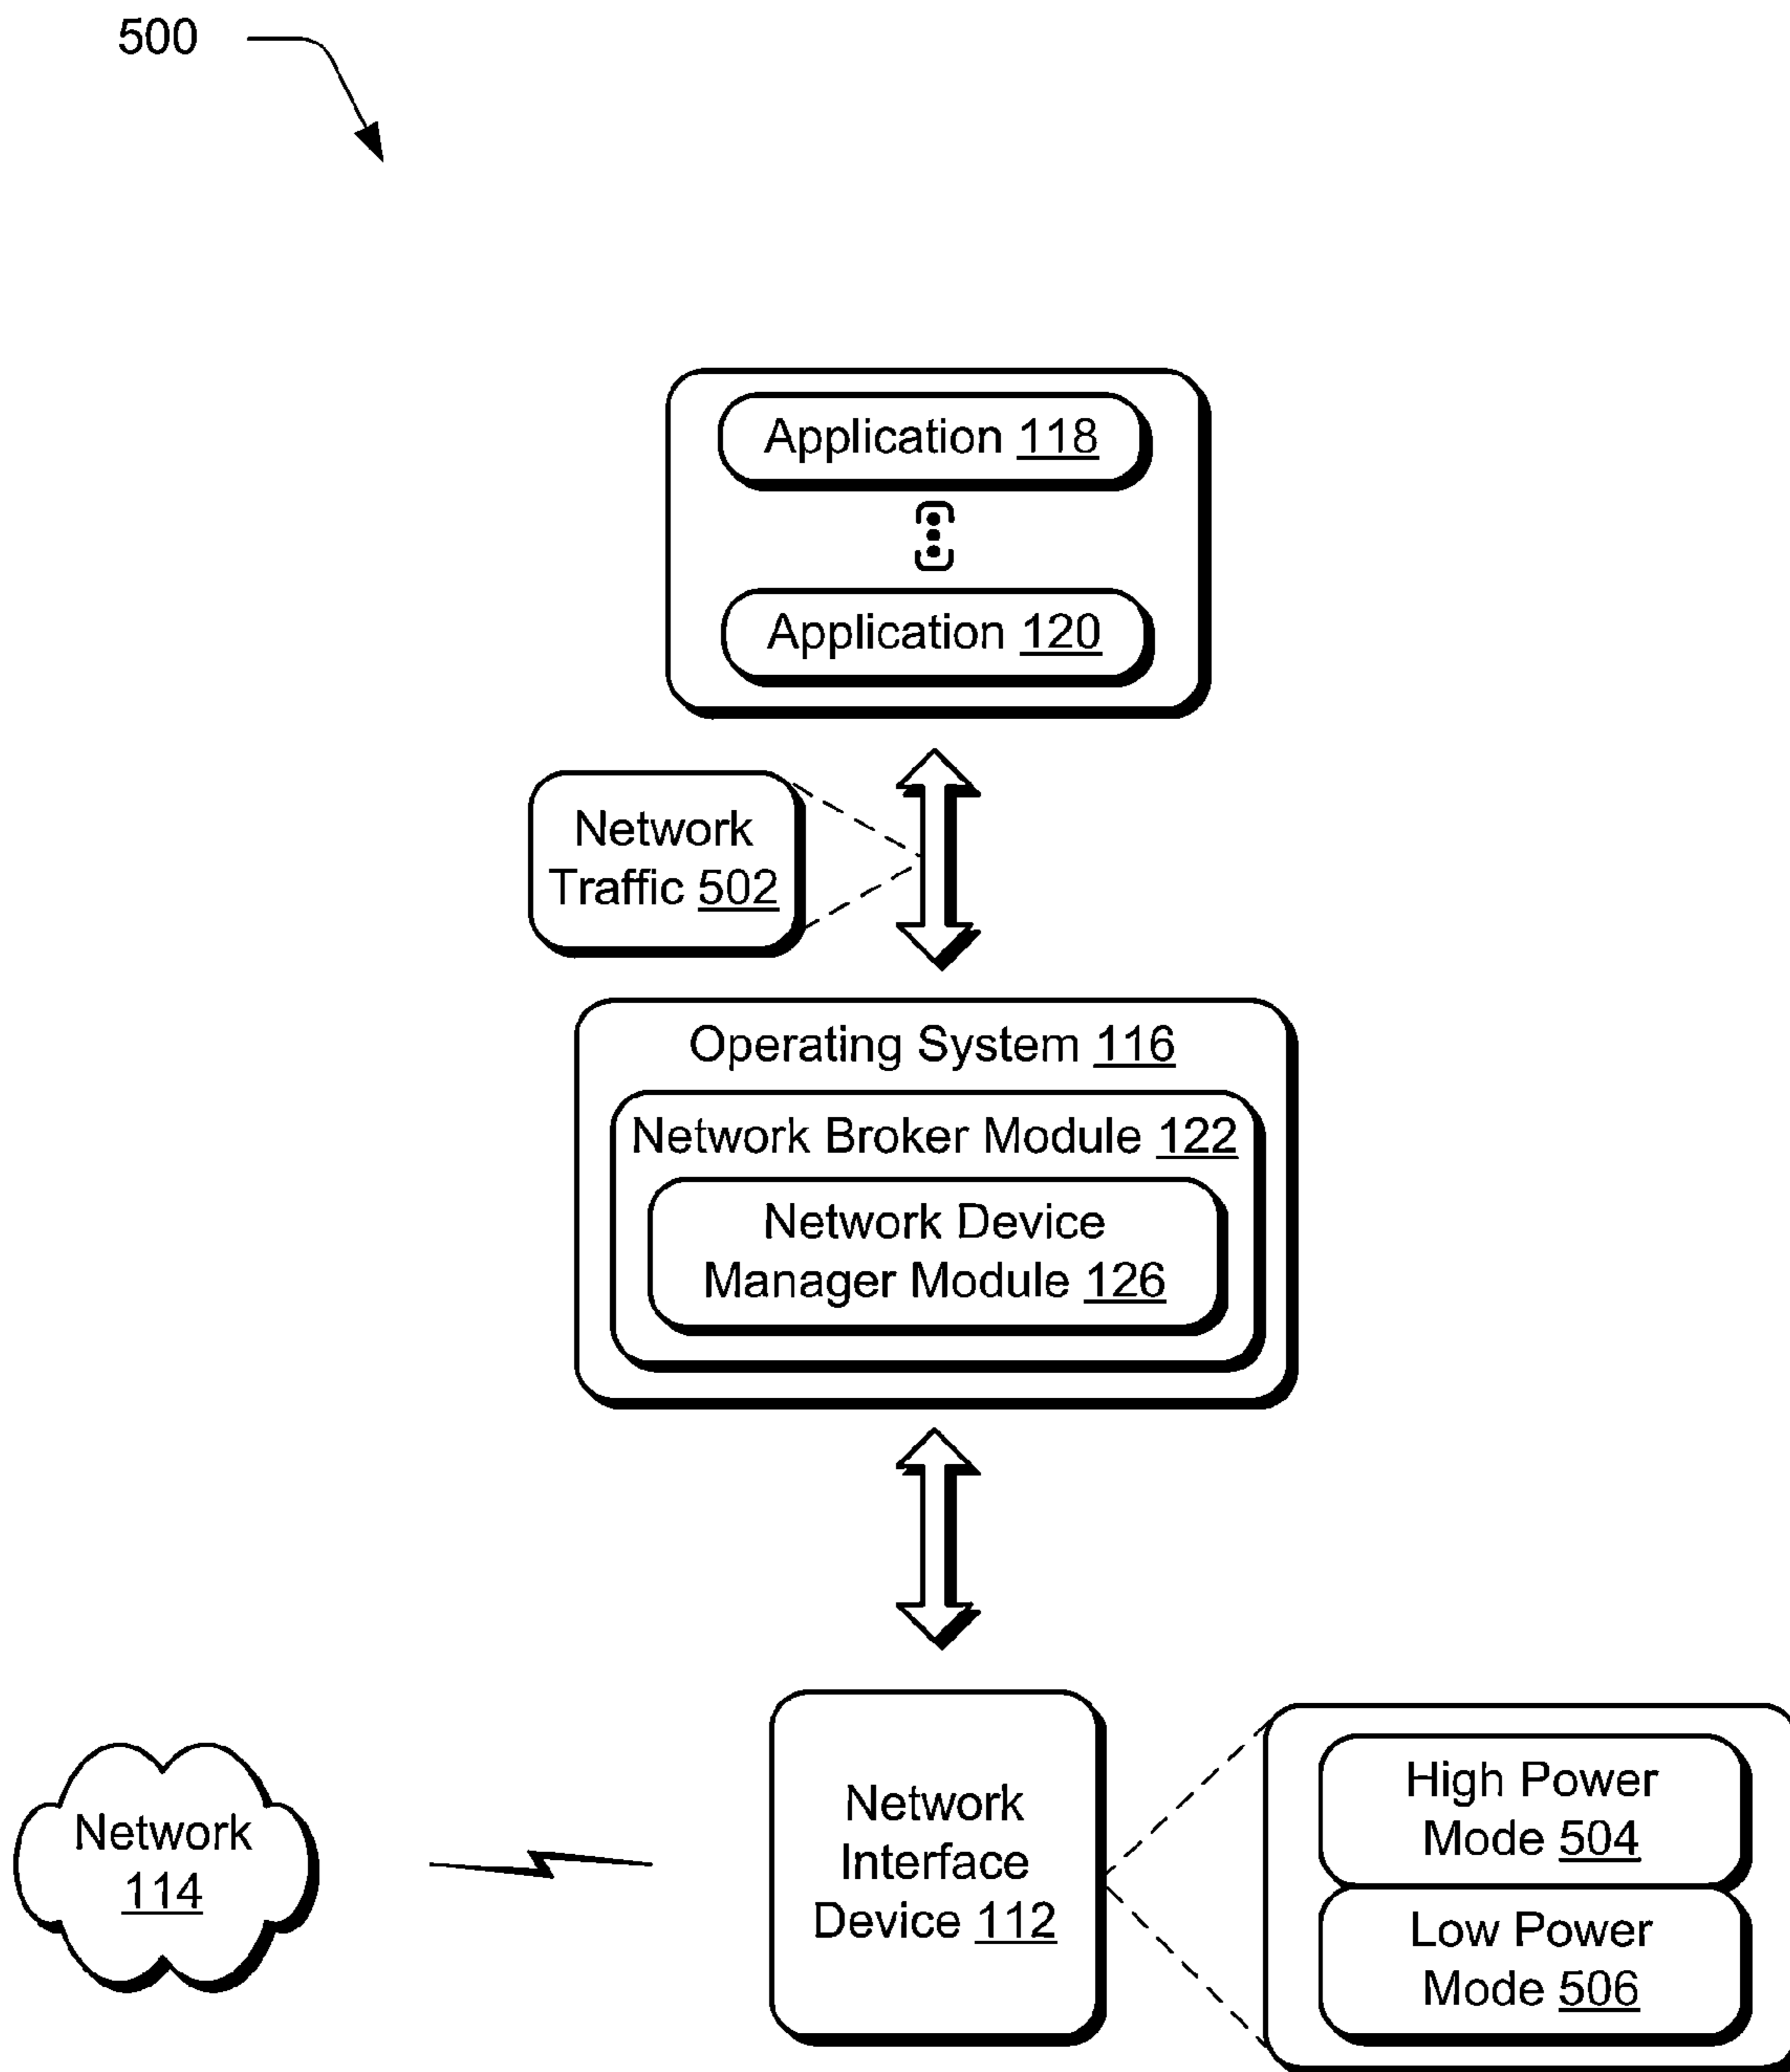 500
Application 118
Application 120
Network
Traffic 502
Operating System 116
Network Broker Module 122
Network Device
Manager Module 126
Network
114
Network
Interface
Device 112
High Power
Mode 504
Low Power
Mode 506